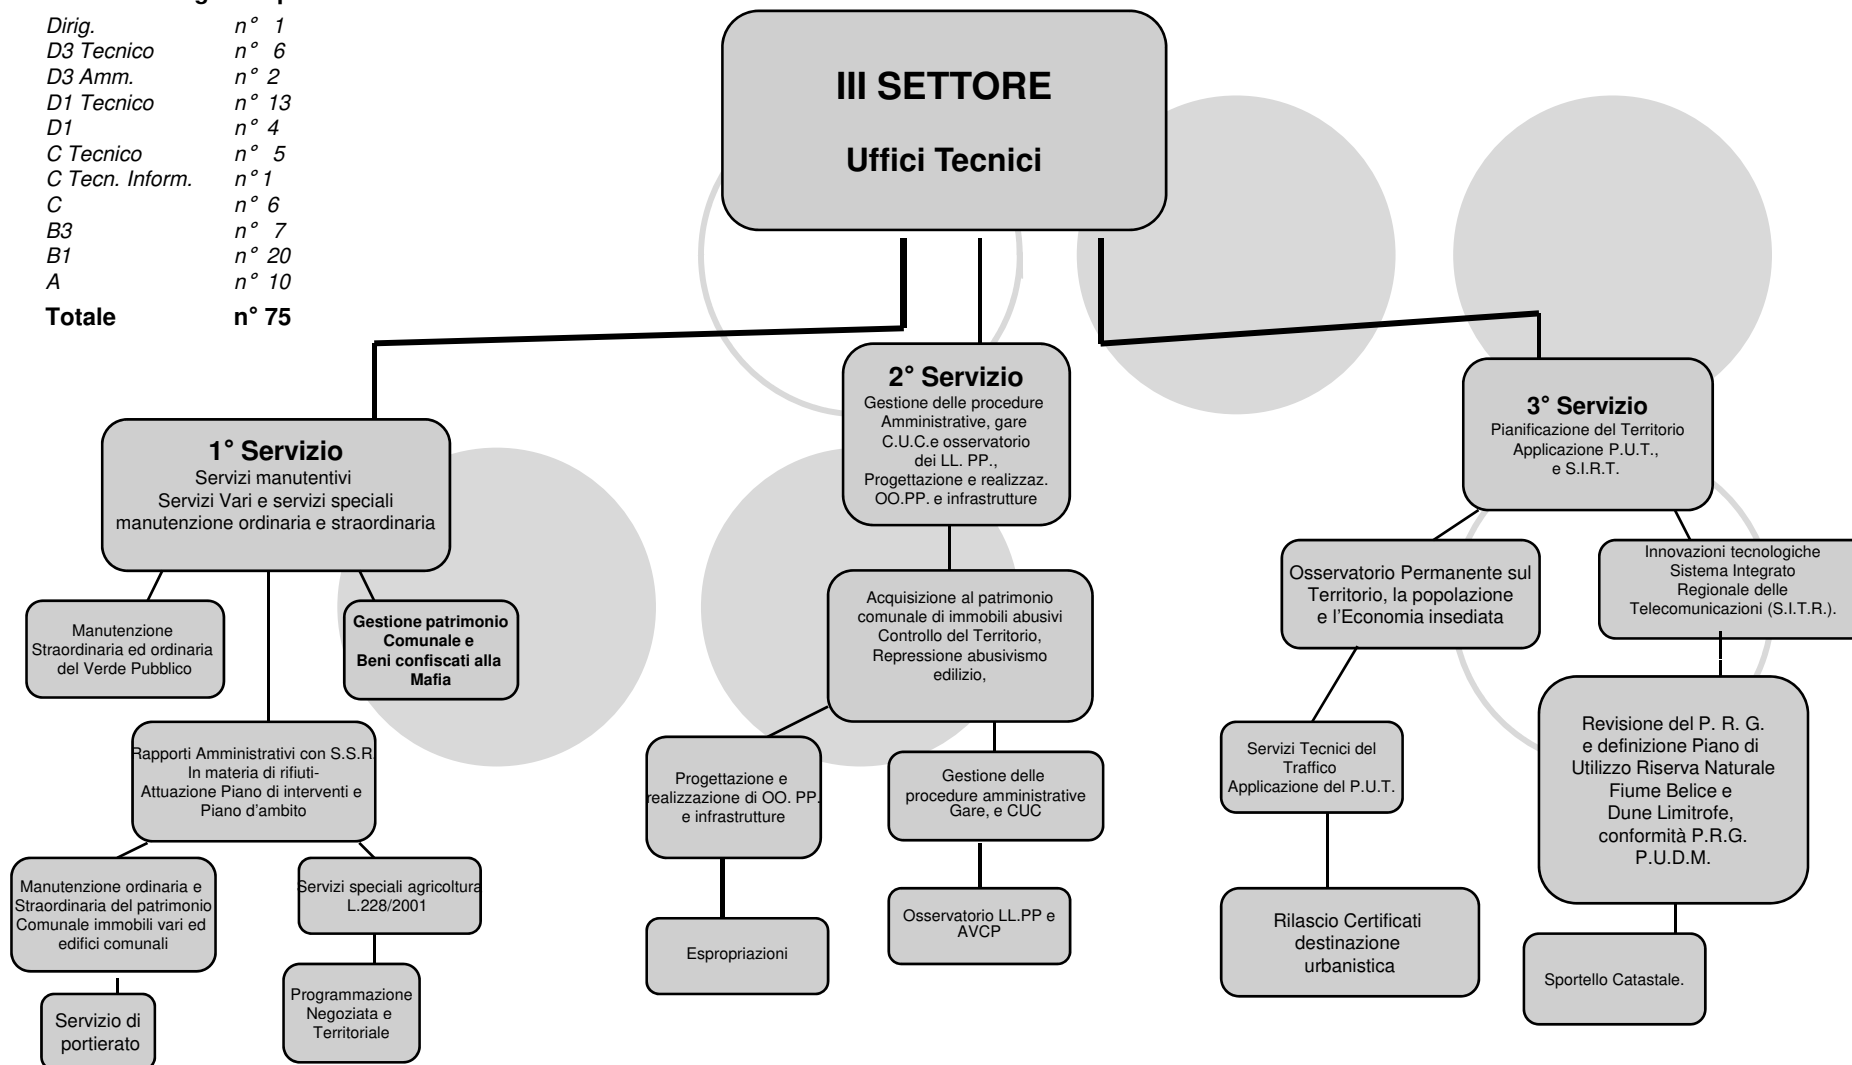 Dirig. n° 1
D3 Tecnico n° 6
D3 Amm. n° 2
D1 Tecnico n° 13
D1 n° 4
C Tecnico n° 5
C Tecn. Inform. n° 1
C n° 6
B3 n° 7
B1 n° 20
A n° 10
Totale n° 75
III SETTORE
Uffici Tecnici
1° Servizio
Servizi manutentivi
Servizi Vari e servizi speciali
manutenzione ordinaria e straordinaria
2° Servizio
Gestione delle procedure
Amministrative, gare
C.U.C.e osservatorio
dei LL. PP.,
Progettazione e realizzaz.
OO.PP. e infrastrutture
3° Servizio
Pianificazione del Territorio
Applicazione P.U.T.,
e S.I.R.T.
Manutenzione
Straordinaria ed ordinaria
del Verde Pubblico
Gestione patrimonio
Comunale e
Beni confiscati alla
Mafia
Rapporti Amministrativi con S.S.R.
In materia di rifiuti-
Attuazione Piano di interventi e
Piano d'ambito
Manutenzione ordinaria e
Straordinaria del patrimonio
Comunale immobili vari ed
edifici comunali
Servizi speciali agricoltura
L.228/2001
Servizio di
portierato
Programmazione
Negoziata e
Territoriale
Acquisizione al patrimonio
comunale di immobili abusivi
Controllo del Territorio,
Repressione abusivismo
edilizio,
Progettazione e
realizzazione di OO. PP.
e infrastrutture
Gestione delle
procedure amministrative
Gare, e CUC
Espropriazioni
Osservatorio LL.PP e
AVCP
Osservatorio Permanente sul
Territorio, la popolazione
e l'Economia insediata
Innovazioni tecnologiche
Sistema Integrato
Regionale delle
Telecomunicazioni (S.I.T.R.).
Servizi Tecnici del
Traffico
Applicazione del P.U.T.
Revisione del P. R. G.
e definizione Piano di
Utilizzo Riserva Naturale
Fiume Belice e
Dune Limitrofe,
conformità P.R.G.
P.U.D.M.
Rilascio Certificati
destinazione
urbanistica
Sportello Catastale.